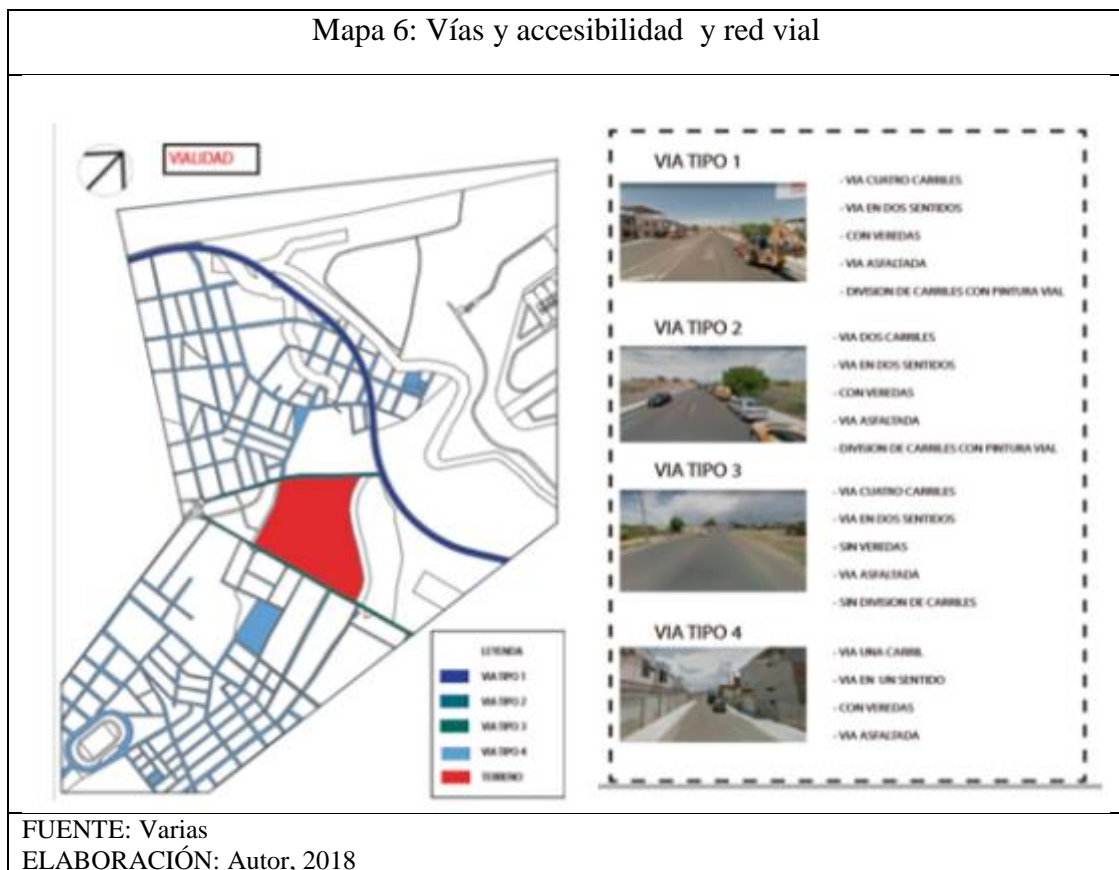 Mapa 6: Vías y accesibilidad y red vial
VIALIDAD
LEYENDA
VIA TIPO 1
VIA TIPO 2
VIA TIPO 3
VIA TIPO 4
TERRENO
VIA TIPO 1
- VIA CUATRO CARRILES
- VIA EN DOS SENTIDOS
- CON VEREDAS
- VIA ASFALTADA
- DIVISION DE CARRILES CON PINTURA VIAL
VIA TIPO 2
- VIA DOS CARRILES
- VIA EN DOS SENTIDOS
- CON VEREDAS
- VIA ASFALTADA
- DIVISION DE CARRILES CON PINTURA VIAL
VIA TIPO 3
- VIA CUATRO CARRILES
- VIA EN DOS SENTIDOS
- SIN VEREDAS
- VIA ASFALTADA
- SIN DIVISION DE CARRILES
VIA TIPO 4
- VIA UNA CARRIL
- VIA EN UN SENTIDO
- CON VEREDAS
- VIA ASFALTADA
FUENTE: Varias
ELABORACIÓN: Autor, 2018